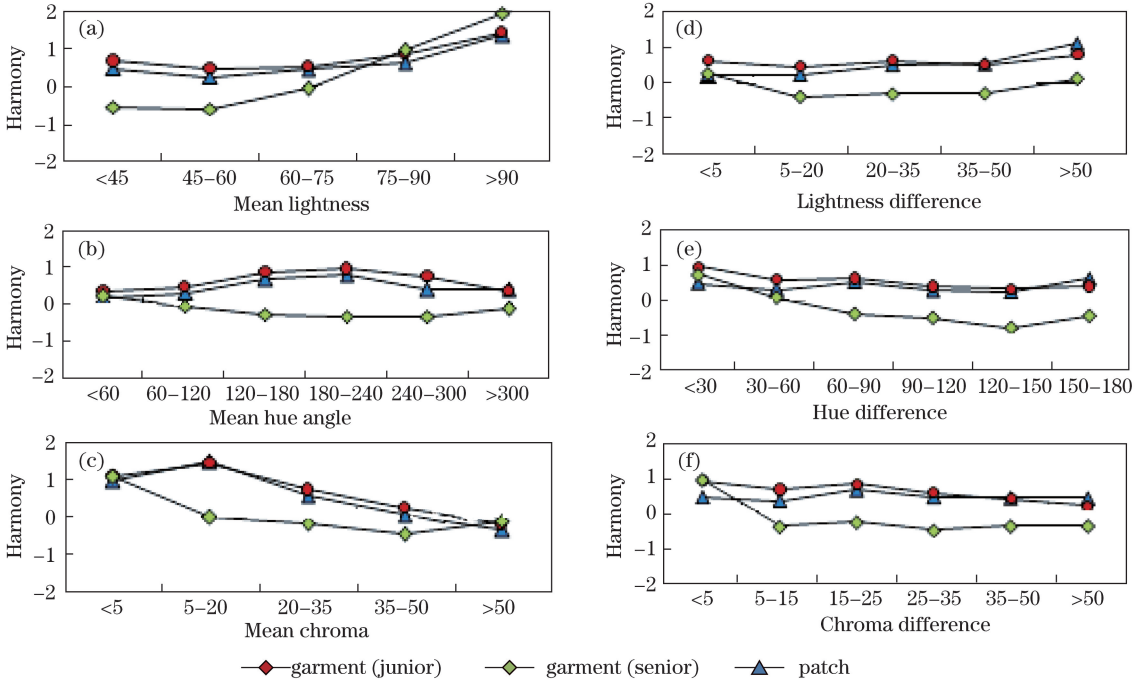 (a)
2
1
0
−1
−2
Harmony
<45 45–60 60–75 75–90 >90
Mean lightness
(d)
2
1
0
−1
−2
Harmony
<5 5–20 20–35 35–50 >50
Lightness difference
(b)
2
1
0
−1
−2
Harmony
<60 60–120 120–180 180–240 240–300 >300
Mean hue angle
(e)
2
1
0
−1
−2
Harmony
<30 30–60 60–90 90–120 120–150 150–180
Hue difference
(c)
2
1
0
−1
−2
Harmony
<5 5–20 20–35 35–50 >50
Mean chroma
(f)
2
1
0
−1
−2
Harmony
<5 5–15 15–25 25–35 35–50 >50
Chroma difference
garment (junior) garment (senior) patch